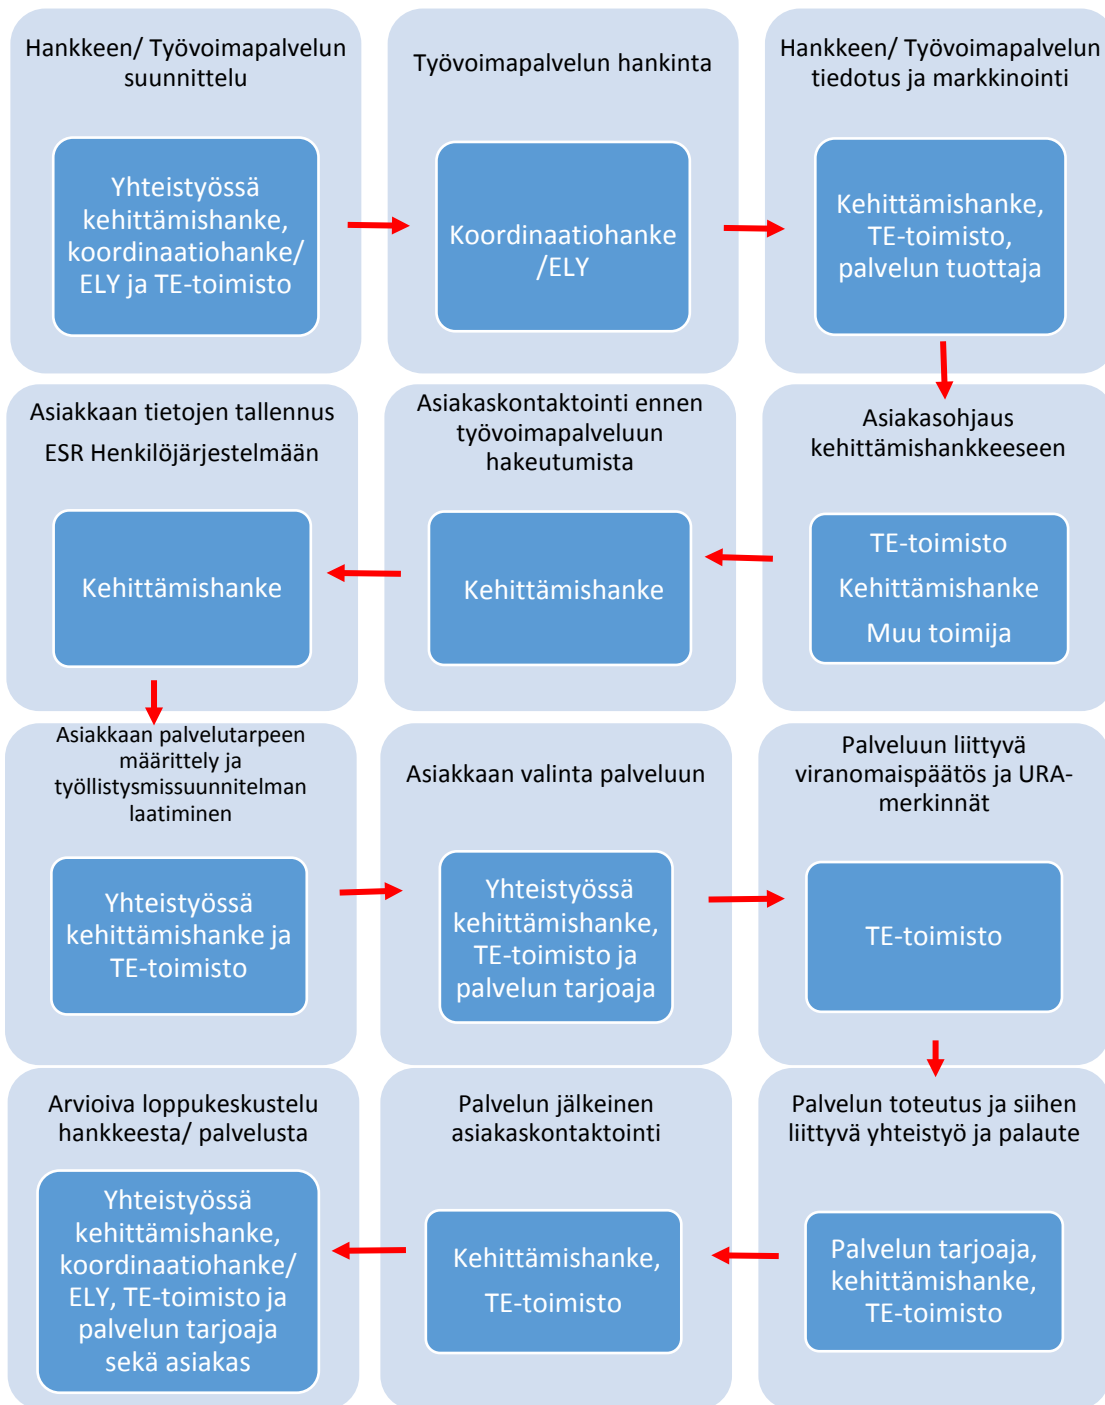 Hankkeen/ Työvoimapalvelun
suunnittelu
Yhteistyössä
kehittämishanke,
koordinaatiohanke/
ELY ja TE-toimisto
Työvoimapalvelun hankinta
Koordinaatiohanke
/ELY
Hankkeen/ Työvoimapalvelun
tiedotus ja markkinointi
Kehittämishanke,
TE-toimisto,
palvelun tuottaja
Asiakasohjaus
kehittämishankkeeseen
TE-toimisto
Kehittämishanke
Muu toimija
Asiakaskontaktointi ennen
työvoimapalveluun
hakeutumista
Kehittämishanke
Asiakkaan tietojen tallennus
ESR Henkilöjärjestelmään
Kehittämishanke
Asiakkaan palvelutarpeen
määrittely ja
työllistysmissuunnitelman
laatiminen
Yhteistyössä
kehittämishanke ja
TE-toimisto
Asiakkaan valinta palveluun
Yhteistyössä
kehittämishanke,
TE-toimisto ja
palvelun tarjoaja
Palveluun liittyvä
viranomaispäätös ja URA-
merkinnät
TE-toimisto
Palvelun toteutus ja siihen
liittyvä yhteistyö ja palaute
Palvelun tarjoaja,
kehittämishanke,
TE-toimisto
Palvelun jälkeinen
asiakaskontaktointi
Kehittämishanke,
TE-toimisto
Arvioiva loppukeskustelu
hankkeesta/ palvelusta
Yhteistyössä
kehittämishanke,
koordinaatiohanke/
ELY, TE-toimisto ja
palvelun tarjoaja
sekä asiakas